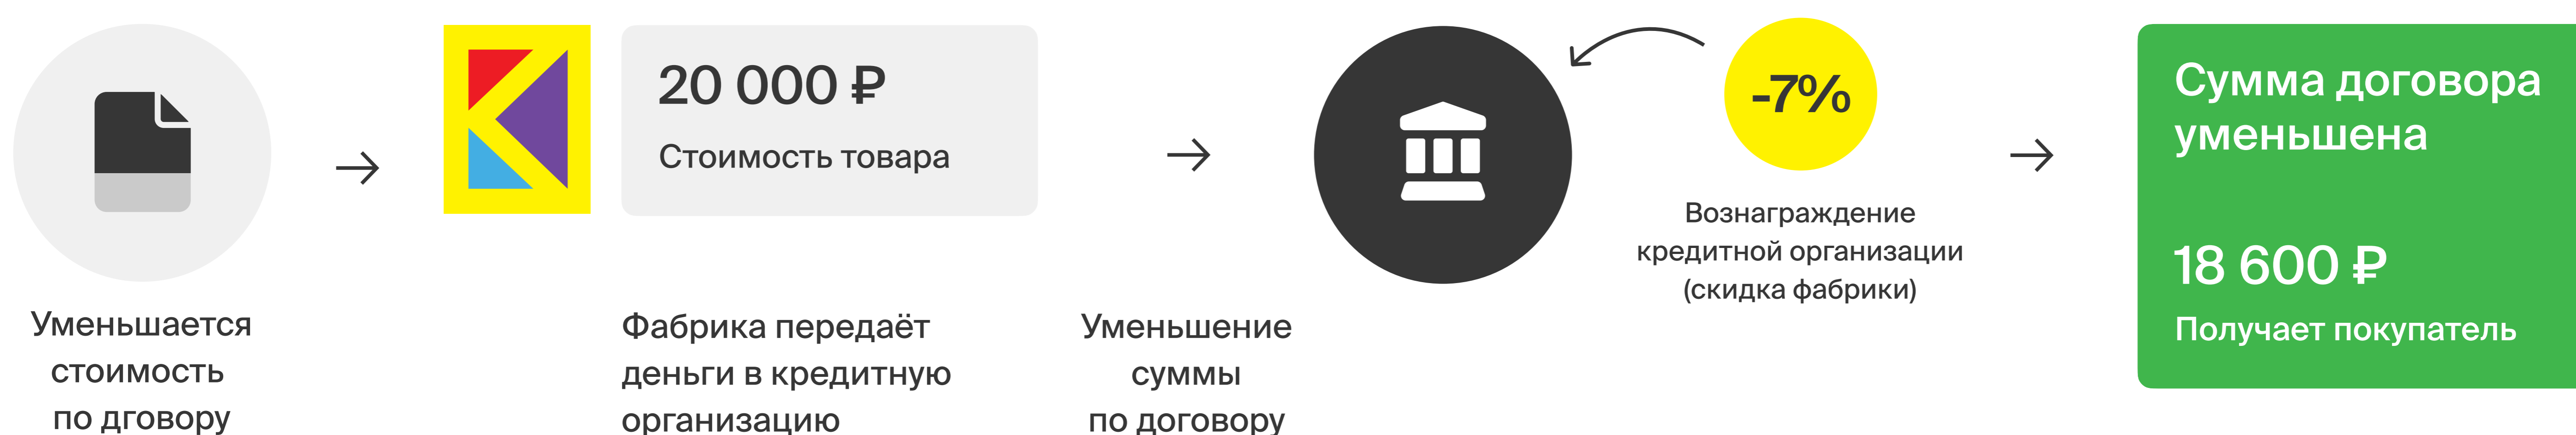 Уменьшается
стоимость
по дговору
20 000 ₽
Стоимость товара
Фабрика передаёт
деньги в кредитную
организацию
Уменьшение
суммы
по договору
-7%
Вознаграждение
кредитной организации
(скидка фабрики)
Сумма договора
уменьшена
18 600 ₽
Получает покупатель